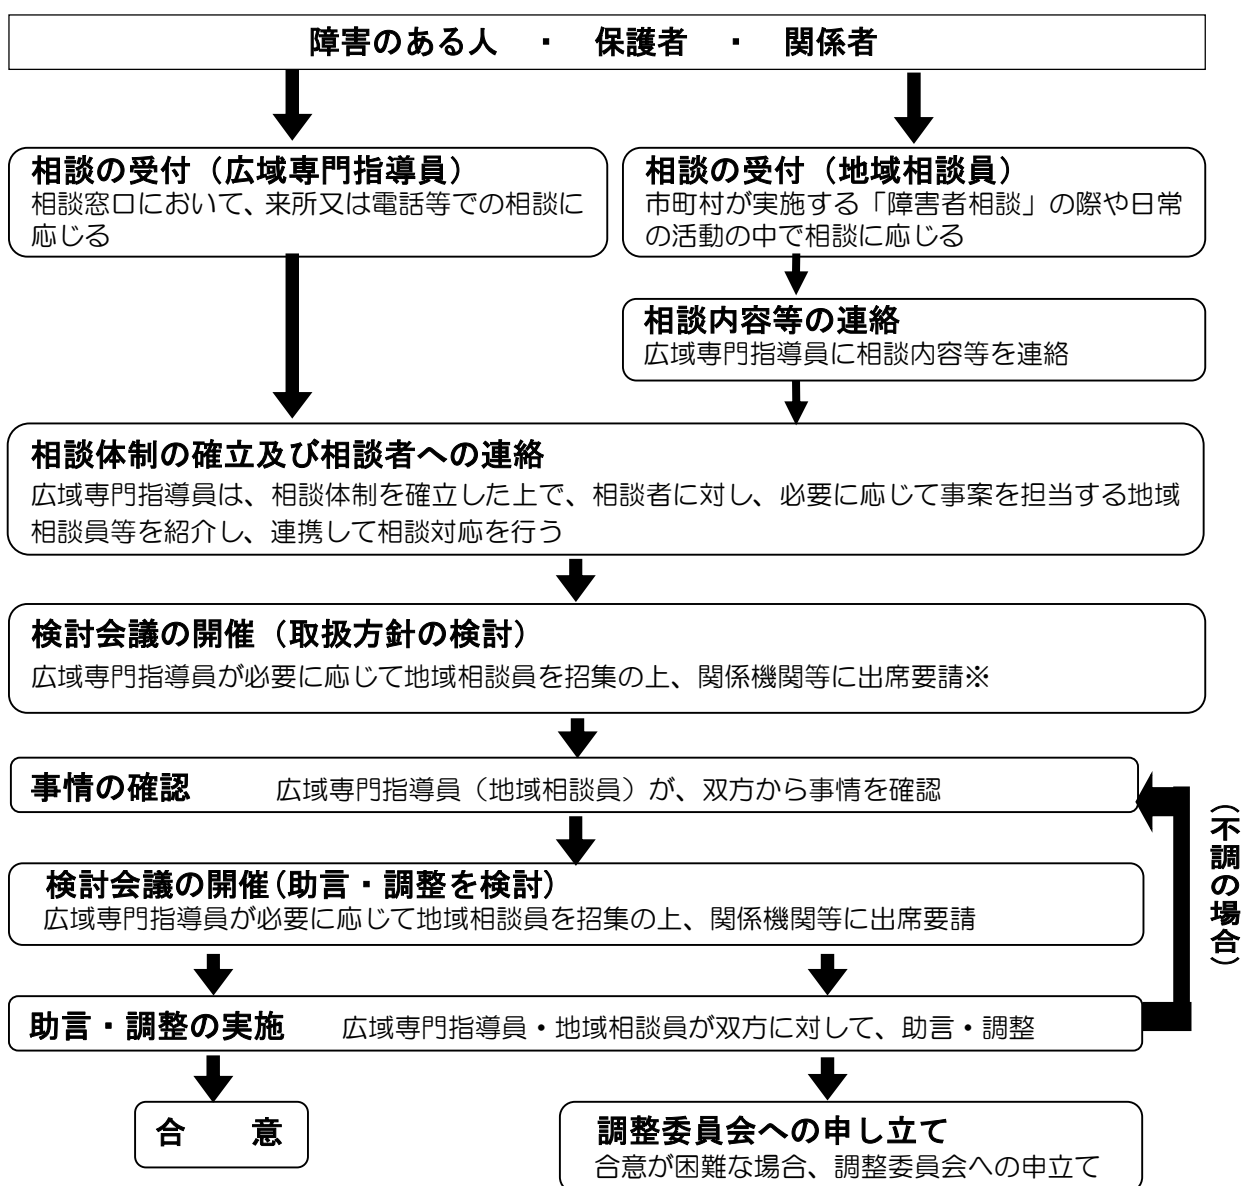 障害のある人 ・ 保護者 ・ 関係者
相談の受付（広域専門指導員）
相談窓口において、来所又は電話等での相談に
応じる
相談の受付（地域相談員）
市町村が実施する「障害者相談」の際や日常
の活動の中で相談に応じる
相談内容等の連絡
広域専門指導員に相談内容等を連絡
相談体制の確立及び相談者への連絡
広域専門指導員は、相談体制を確立した上で、相談者に対し、必要に応じて事案を担当する地域
相談員等を紹介し、連携して相談対応を行う
検討会議の開催（取扱方針の検討）
広域専門指導員が必要に応じて地域相談員を招集の上、関係機関等に出席要請※
事情の確認 広域専門指導員（地域相談員）が、双方から事情を確認
検討会議の開催(助言・調整を検討)
広域専門指導員が必要に応じて地域相談員を招集の上、関係機関等に出席要請
助言・調整の実施 広域専門指導員・地域相談員が双方に対して、助言・調整
（不調の場合）
合 意
調整委員会への申し立て
合意が困難な場合、調整委員会への申立て